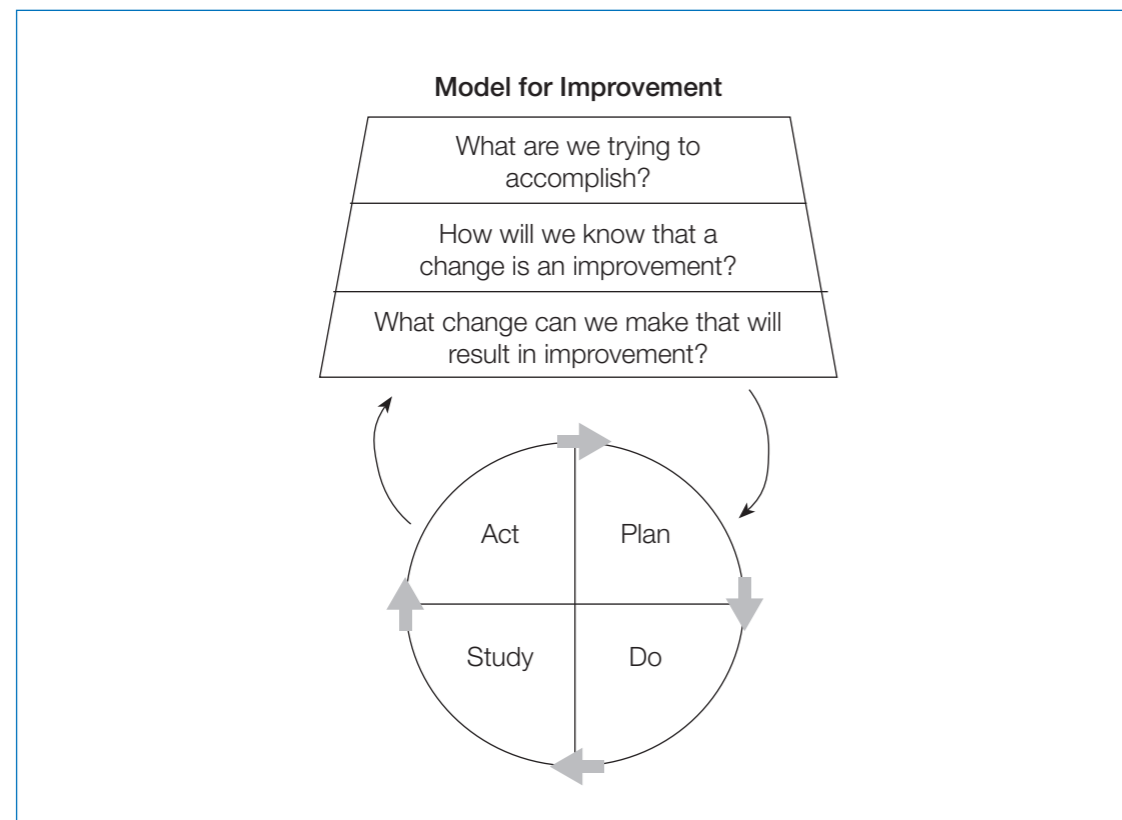 Model for Improvement
What are we trying to
accomplish?
How will we know that a
change is an improvement?
What change can we make that will
result in improvement?
Act
Plan
Study
Do